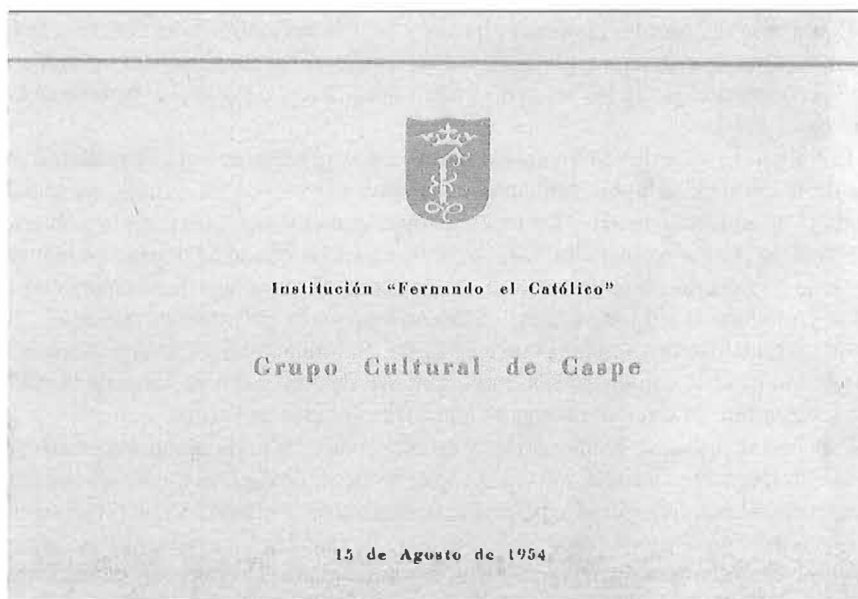 Institución “Fernando el Católico”
Grupo Cultural de Caspe
15 de Agosto de 1954